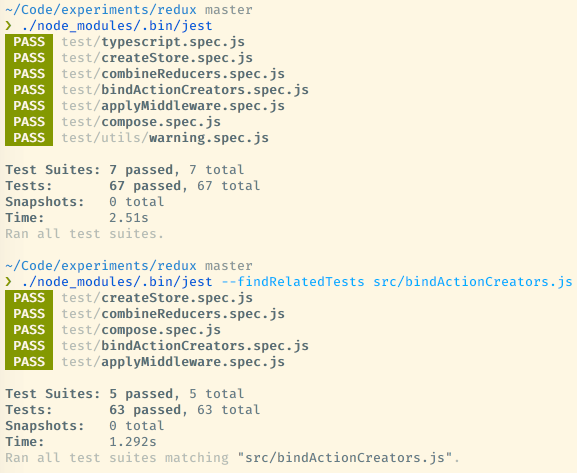 ~/Code/experiments/redux master
❯ ./node_modules/.bin/jest
PASS test/typescript.spec.js
PASS test/createStore.spec.js
PASS test/combineReducers.spec.js
PASS test/bindActionCreators.spec.js
PASS test/applyMiddleware.spec.js
PASS test/compose.spec.js
PASS test/utils/warning.spec.js
Test Suites: 7 passed, 7 total
Tests: 67 passed, 67 total
Snapshots: 0 total
Time: 2.51s
Ran all test suites.
~/Code/experiments/redux master
❯ ./node_modules/.bin/jest --findRelatedTests src/bindActionCreators.js
PASS test/createStore.spec.js
PASS test/combineReducers.spec.js
PASS test/compose.spec.js
PASS test/bindActionCreators.spec.js
PASS test/applyMiddleware.spec.js
Test Suites: 5 passed, 5 total
Tests: 63 passed, 63 total
Snapshots: 0 total
Time: 1.292s
Ran all test suites matching "src/bindActionCreators.js".